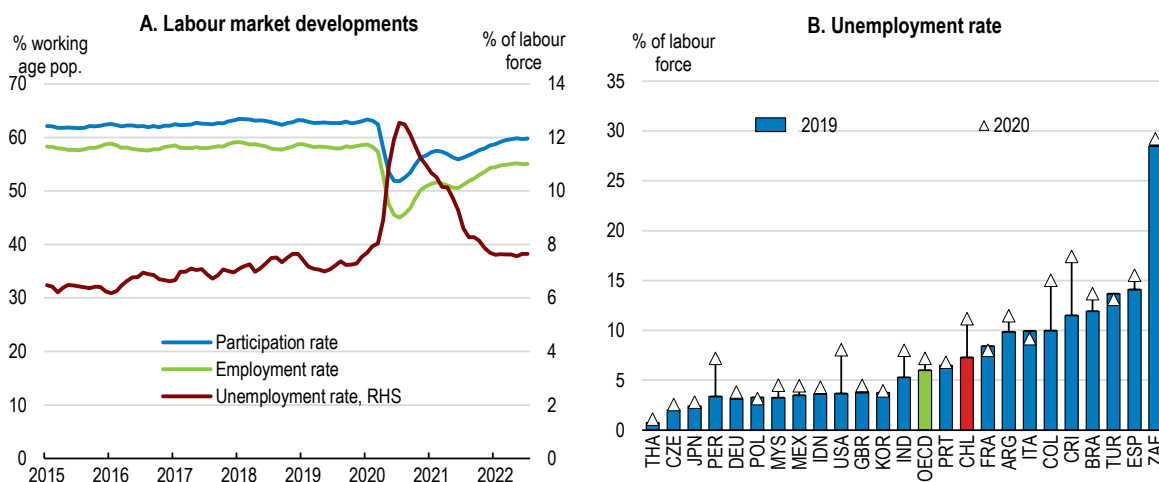 A. Labour market developments
% working
age pop.
% of labour
force
70
60
50
40
30
20
10
0
14
12
10
8
6
4
2
0
Participation rate
Employment rate
Unemployment rate, RHS
2015
2016
2017
2018
2019
2020
2021
2022
B. Unemployment rate
% of labour
force
35
30
25
20
15
10
5
0
2019
2020
THA
CZE
JPN
PER
DEU
POL
MYS
MEX
IDN
USA
GBR
KOR
IND
OECD
PRT
CHL
FRA
ARG
ITA
COL
CRI
BRA
TUR
ESP
ZAF